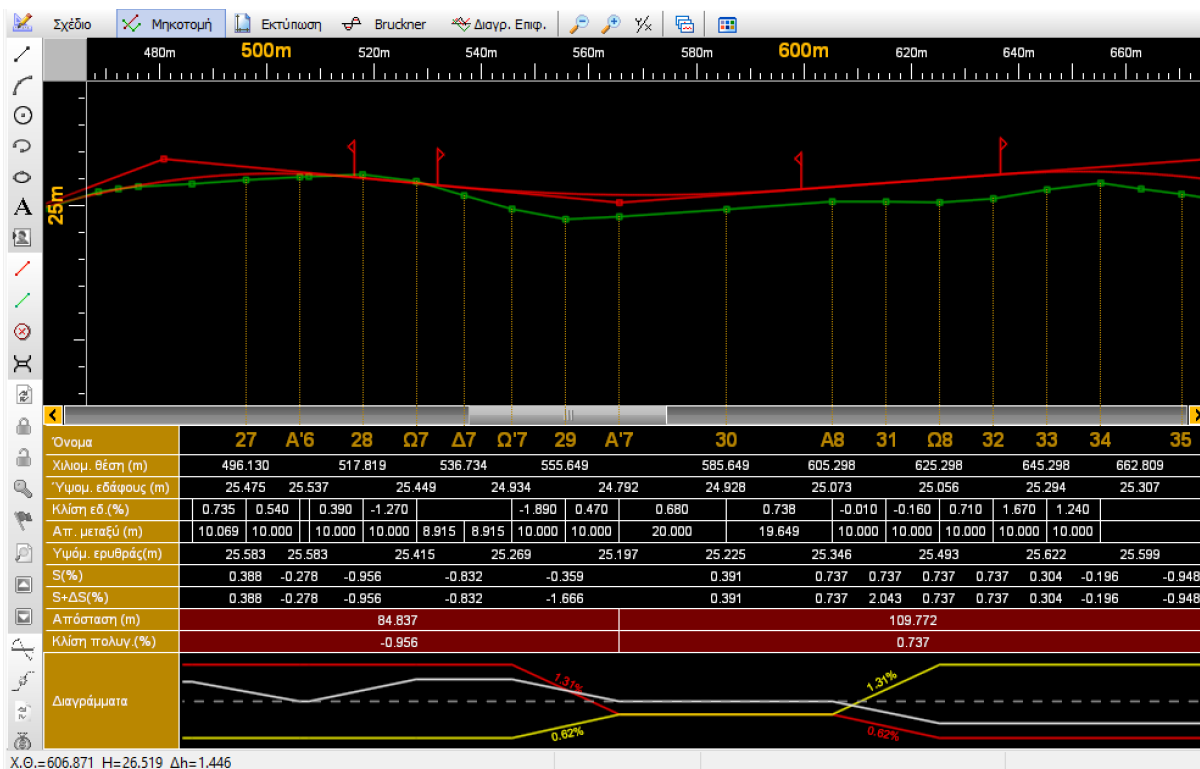 Σχέδιο Μηκοτομή Εκτύπωση Bruckner Διαγρ. Επιφ. Y/x
480m 500m 520m 540m 560m 580m 600m 620m 640m 660m
25m
A
Όνομα 27 Α'6 28 Ω7 Δ7 Ω'7 29 Α'7 30 Α8 31 Ω8 32 33 34 35
Χιλιομ. θέση (m) 496.130 517.819 536.734 555.649 585.649 605.298 625.298 645.298 662.809
Ύψομ. εδάφους (m) 25.475 25.537 25.449 24.934 24.792 24.928 25.073 25.056 25.294 25.307
Κλίση εδ.(%) 0.735 0.540 0.390 -1.270 -1.890 0.470 0.680 0.738 -0.010 -0.160 0.710 1.670 1.240
Απ. μεταξύ (m) 10.069 10.000 10.000 10.000 8.915 8.915 10.000 10.000 20.000 19.649 10.000 10.000 10.000 10.000 10.000
Υψόμ. ερυθράς(m) 25.583 25.583 25.415 25.269 25.197 25.225 25.346 25.493 25.622 25.599
S(%) 0.388 -0.278 -0.956 -0.832 -0.359 0.391 0.737 0.737 0.737 0.737 0.304 -0.196 -0.948
S+ΔS(%) 0.388 -0.278 -0.956 -0.832 -1.666 0.391 0.737 2.043 0.737 0.737 0.304 -0.196 -0.948
Απόσταση (m) 84.837 109.772
Κλίση πολυγ.(%) -0.956 0.737
Διαγράμματα
1.31% 1.31%
0.62% 0.62%
Χ.Θ.=606.871 H=26.519 Δh=1.446